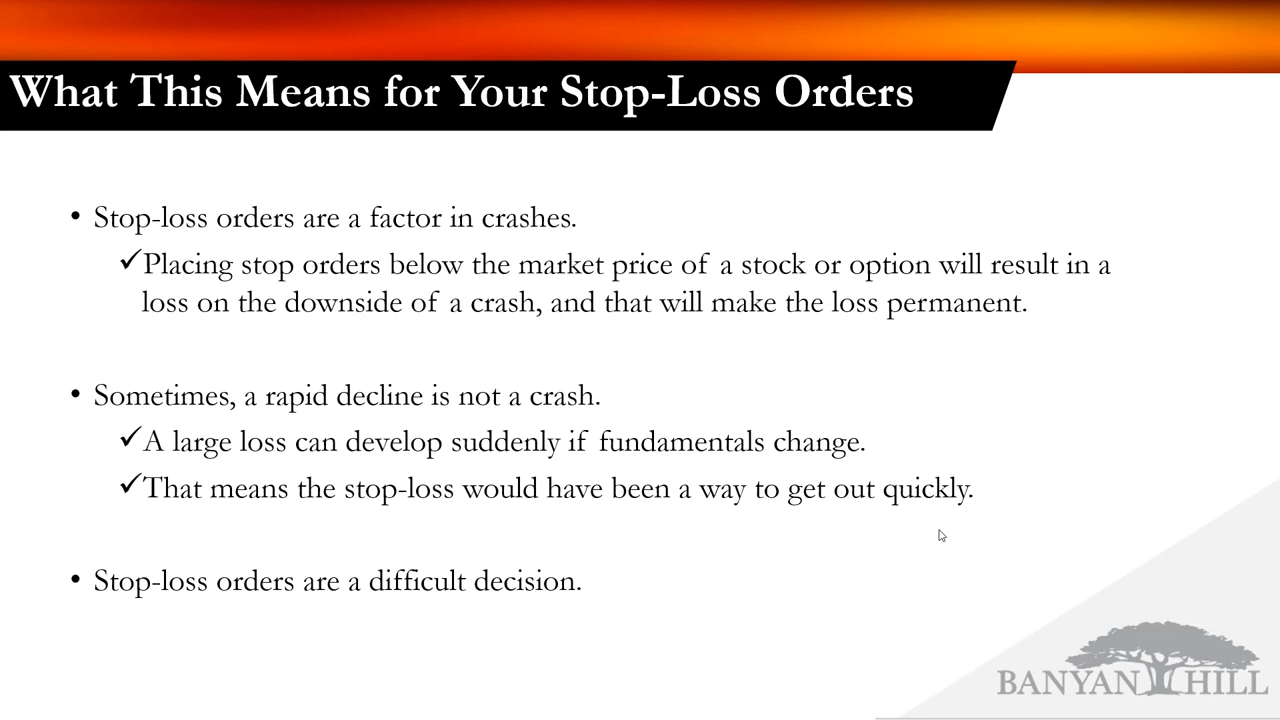 What This Means for Your Stop-Loss Orders
• Stop-loss orders are a factor in crashes.
✓Placing stop orders below the market price of a stock or option will result in a
loss on the downside of a crash, and that will make the loss permanent.
• Sometimes, a rapid decline is not a crash.
✓A large loss can develop suddenly if fundamentals change.
✓That means the stop-loss would have been a way to get out quickly.
• Stop-loss orders are a difficult decision.
BANYAN HILL